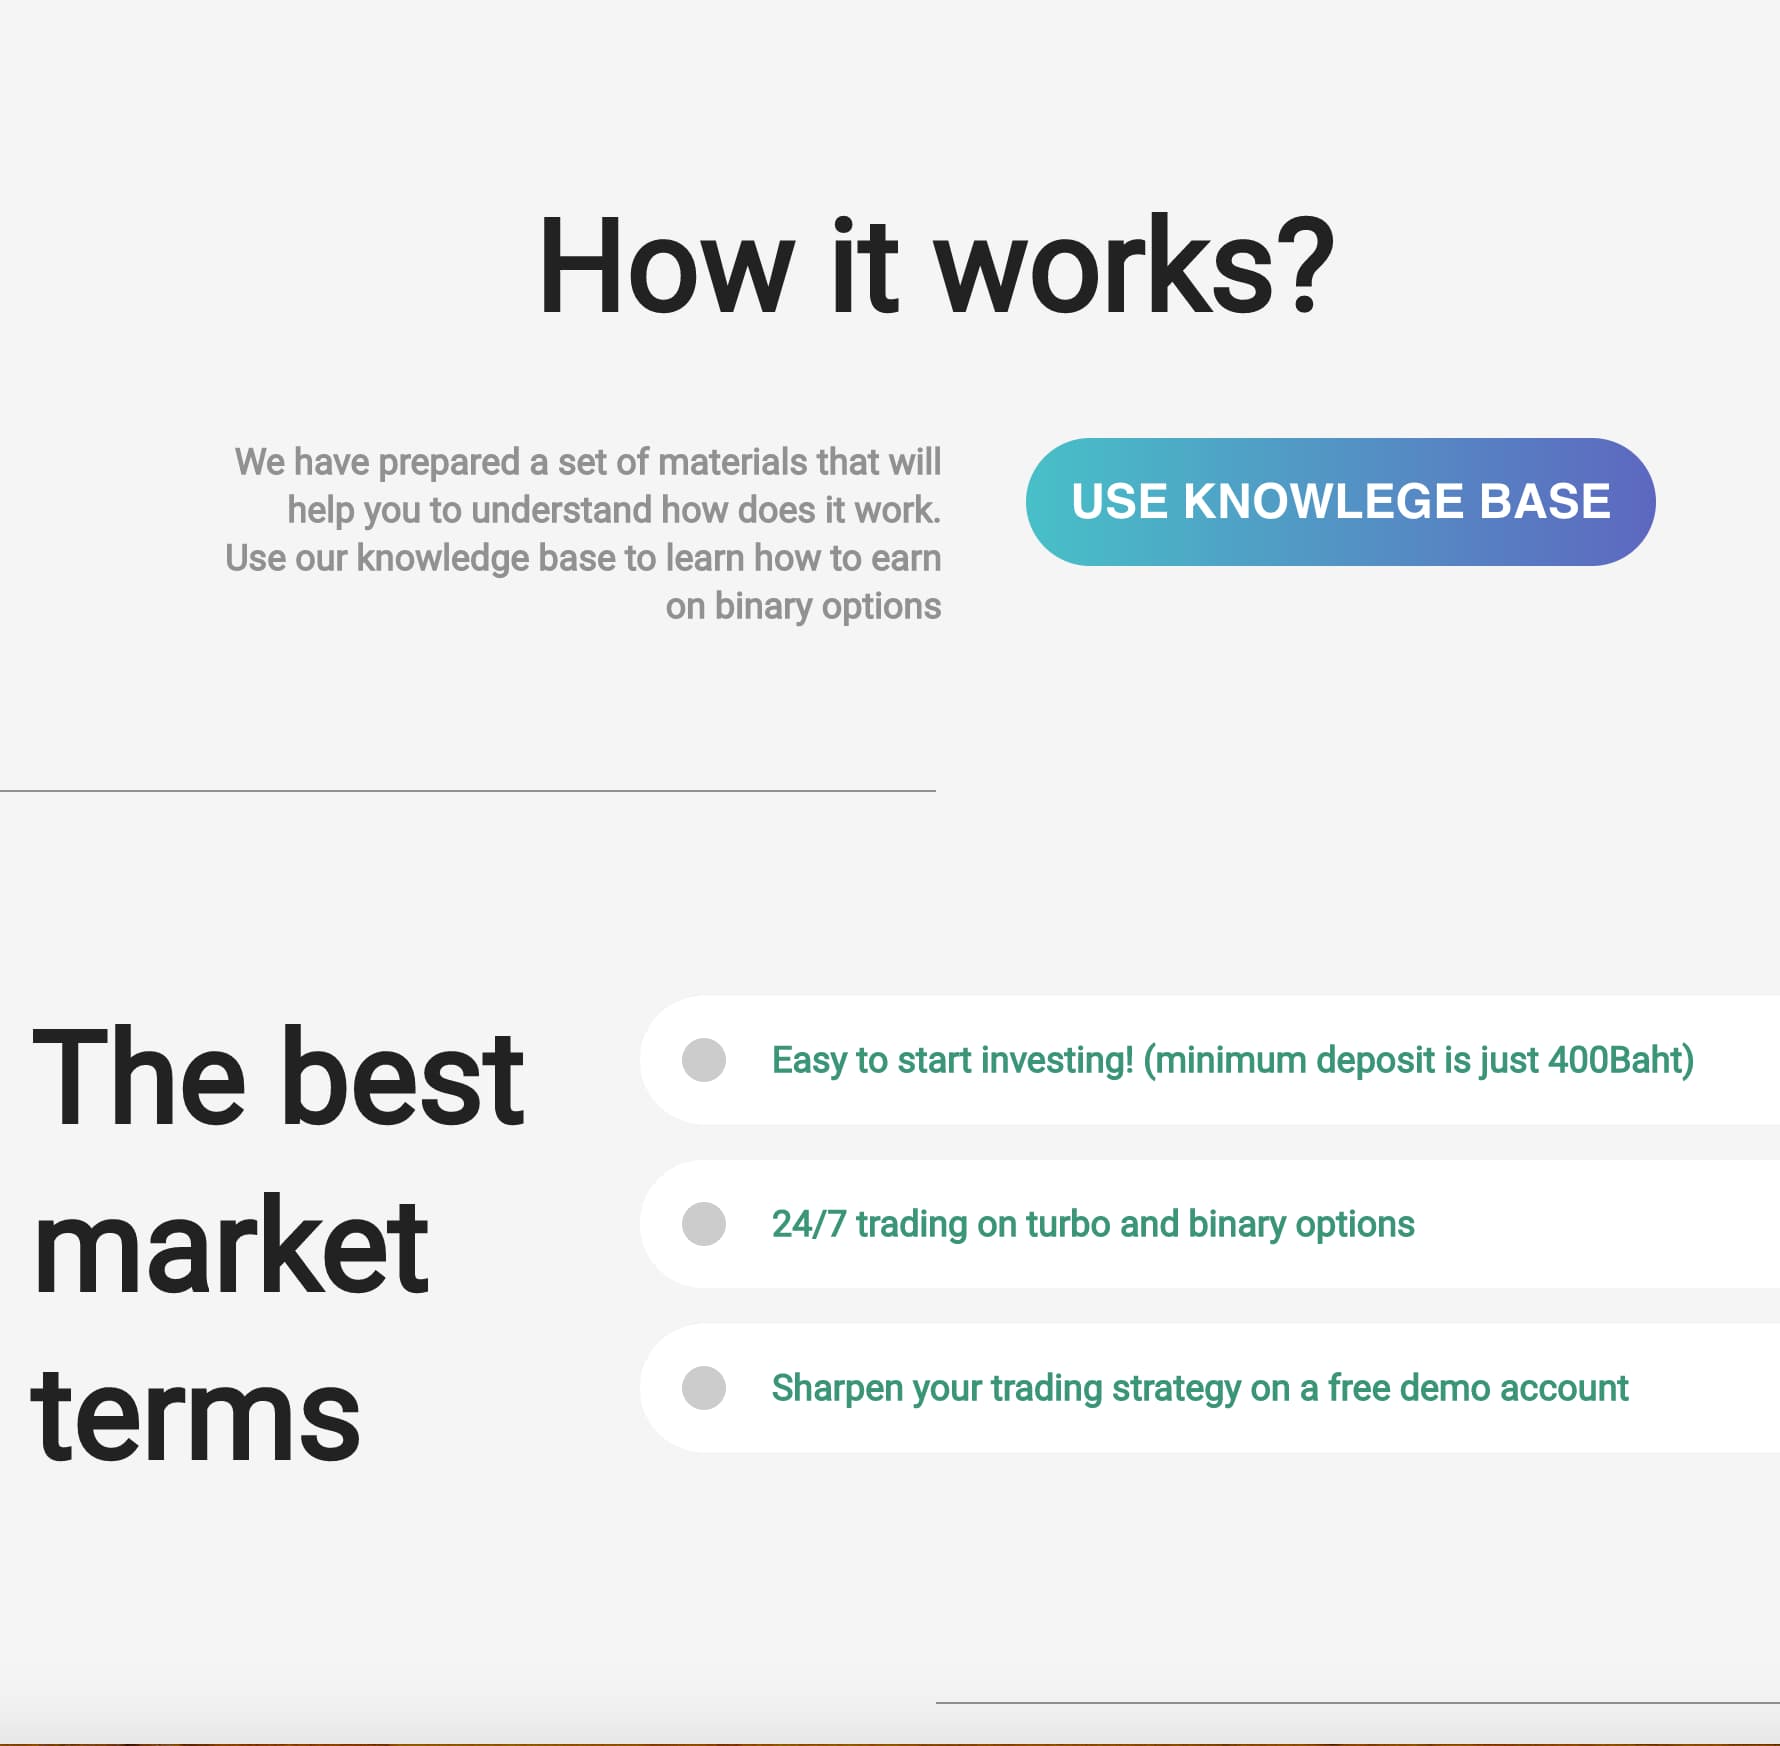 How it works?
We have prepared a set of materials that will
help you to understand how does it work.
Use our knowledge base to learn how to earn
on binary options
USE KNOWLEGE BASE
The best
market
terms
Easy to start investing! (minimum deposit is just 400Baht)
24/7 trading on turbo and binary options
Sharpen your trading strategy on a free demo account